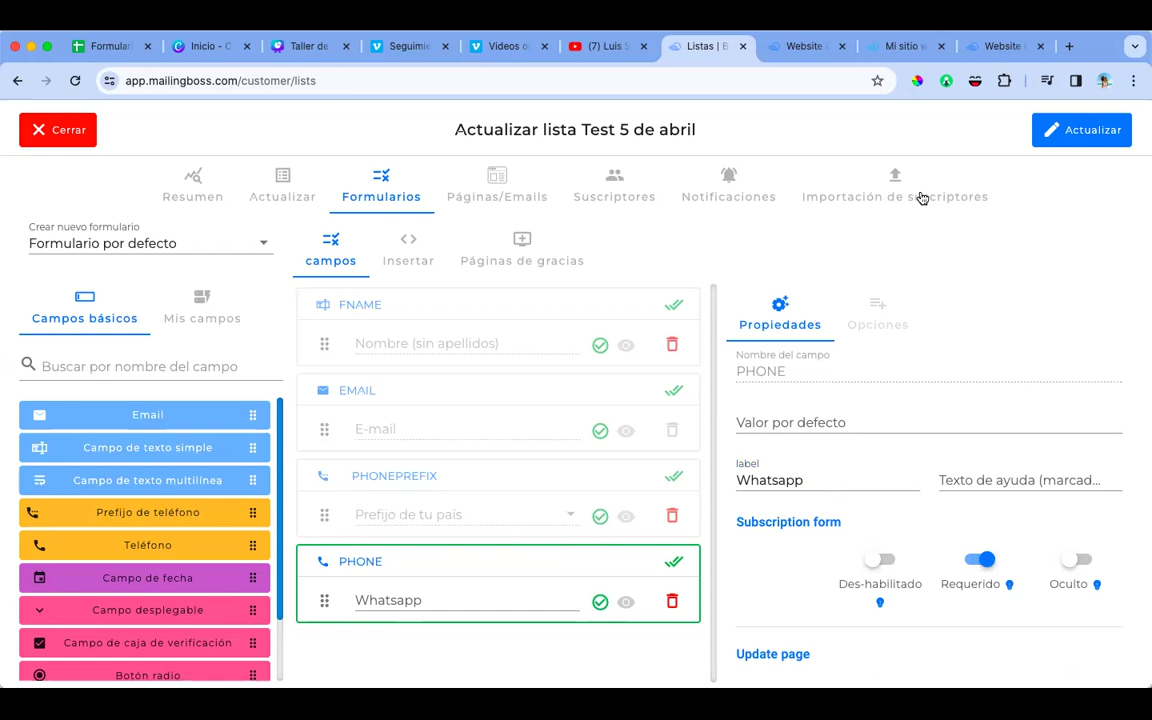 Formulari
Inicio - C
Taller de
Seguimie
Videos o
(7) Luis S
Listas | B
Website
Mi sitio w
Website
app.mailingboss.com/customer/lists
Cerrar
Actualizar lista Test 5 de abril
Actualizar
Resumen
Actualizar
Formularios
Páginas/Emails
Suscriptores
Notificaciones
Importación de suscriptores
Crear nuevo formulario
Formulario por defecto
campos
Insertar
Páginas de gracias
Campos básicos
Mis campos
Buscar por nombre del campo
Email
Campo de texto simple
Campo de texto multilínea
Prefijo de teléfono
Teléfono
Campo de fecha
Campo desplegable
Campo de caja de verificación
Botón radio
FNAME
Nombre (sin apellidos)
EMAIL
E-mail
PHONEPREFIX
Prefijo de tu país
PHONE
Whatsapp
Propiedades
Opciones
Nombre del campo
PHONE
Valor por defecto
label
Whatsapp
Texto de ayuda (marcad...
Subscription form
Des-habilitado
Requerido
Oculto
Update page